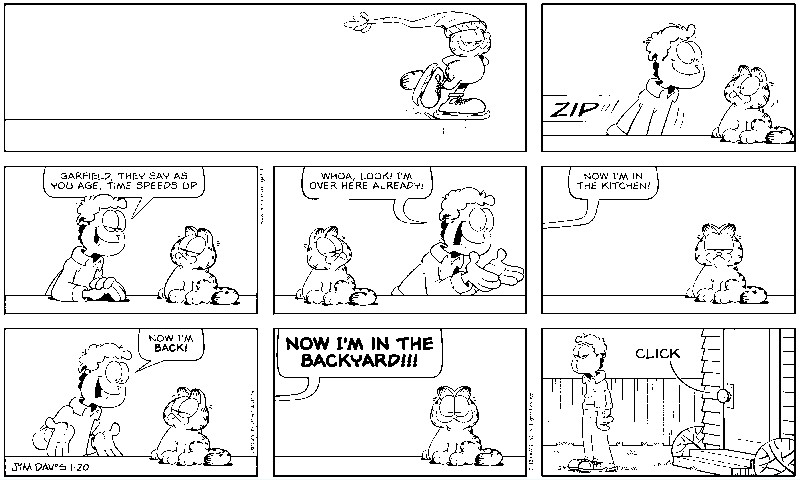 ZIP
GARFIELD, THEY SAY AS
YOU AGE, TIME SPEEDS UP
WHOA, LOOK! I'M
OVER HERE ALREADY!
NOW I'M IN
THE KITCHEN!
NOW I'M
BACK!
JIM DAVIS 1-20
NOW I'M IN THE
BACKYARD!!!
CLICK